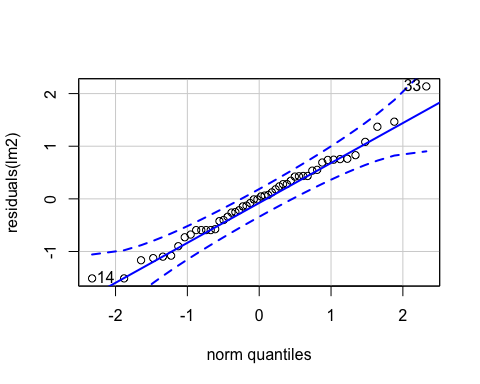 33
2
1
0
-1
14
-2 -1 0 1 2
norm quantiles
residuals(lm2)